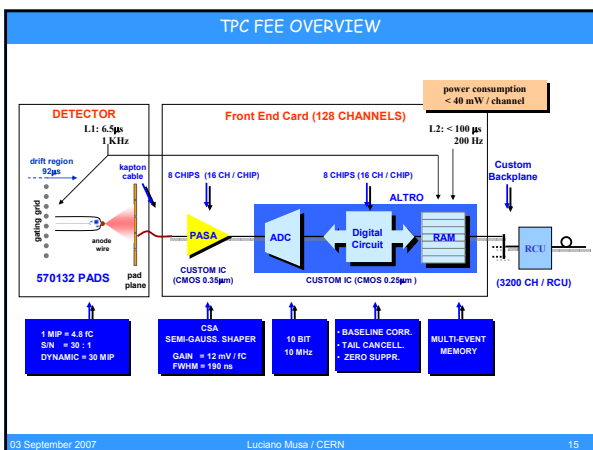 TPC FEE OVERVIEW
power consumption
< 40 mW / channel
DETECTOR
Front End Card (128 CHANNELS)
L1: 6.5µs
1 KHz
L2: < 100 µs
200 Hz
drift region
92µs
kapton
cable
8 CHIPS (16 CH / CHIP)
8 CHIPS (16 CH / CHIP)
Custom
Backplane
ALTRO
gating grid
anode
wire
PASA
ADC
Digital
Circuit
RAM
RCU
570132 PADS
pad
plane
CUSTOM IC
(CMOS 0.35µm)
CUSTOM IC (CMOS 0.25µm )
(3200 CH / RCU)
1 MIP = 4.8 fC
S/N = 30 : 1
DYNAMIC = 30 MIP
CSA
SEMI-GAUSS. SHAPER
GAIN = 12 mV / fC
FWHM = 190 ns
10 BIT
10 MHz
• BASELINE CORR.
• TAIL CANCELL.
• ZERO SUPPR.
MULTI-EVENT
MEMORY
03 September 2007
Luciano Musa / CERN
15